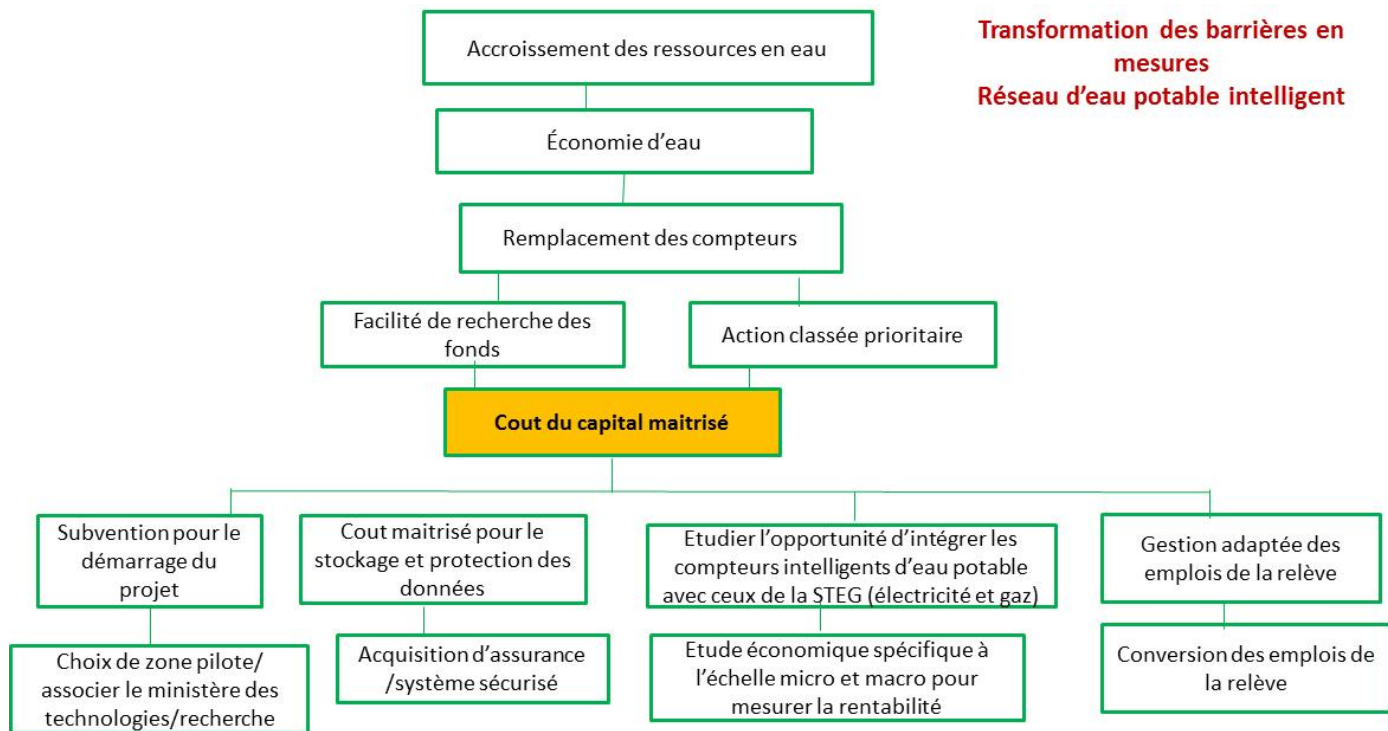 Transformation des barrières en
mesures
Réseau d’eau potable intelligent
Accroissement des ressources en eau
Économie d’eau
Remplacement des compteurs
Facilité de recherche des
fonds
Action classée prioritaire
Cout du capital maitrisé
Subvention pour le
démarrage du
projet
Cout maitrisé pour le
stockage et protection des
données
Etudier l’opportunité d’intégrer les
compteurs intelligents d’eau potable
avec ceux de la STEG (électricité et gaz)
Gestion adaptée des
emplois de la relève
Choix de zone pilote/
associer le ministère des
technologies/recherche
Acquisition d’assurance
/système sécurisé
Etude économique spécifique à
l’échelle micro et macro pour
mesurer la rentabilité
Conversion des emplois de
la relève